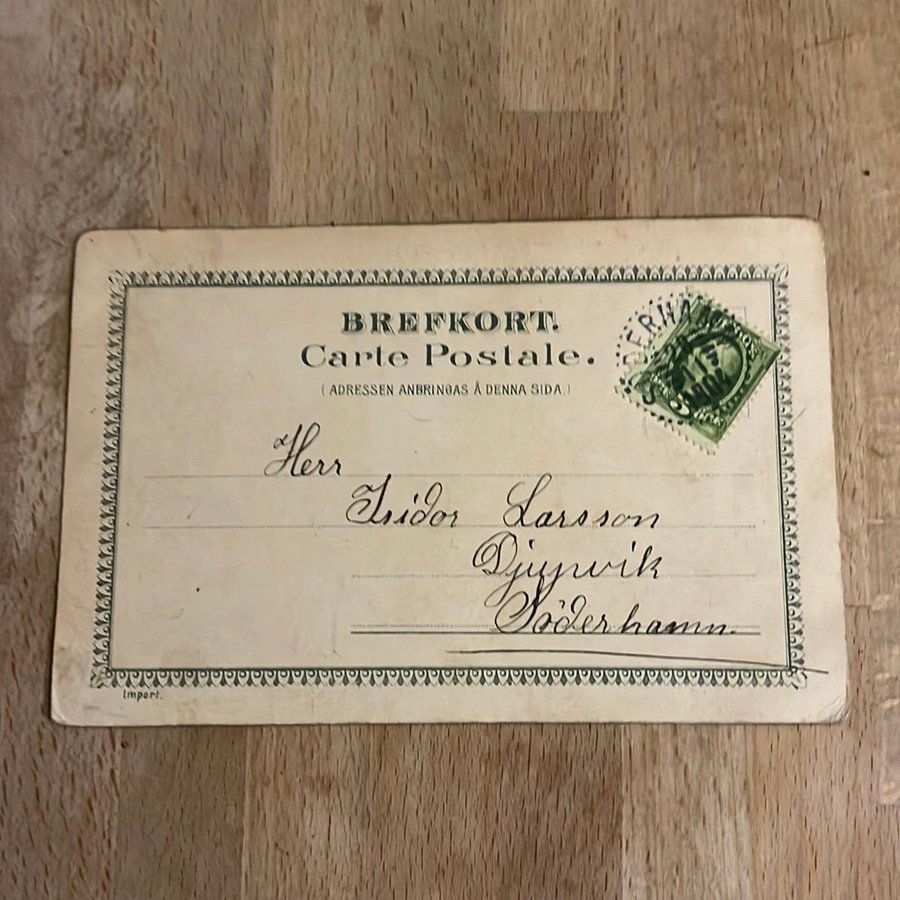 BREFKORT.
Carte Postale.
(ADRESSEN ANBRINGAS Å DENNA SIDA.)
Herr
Isidor Larsson
Djupvik
Söderhamn.
Import.